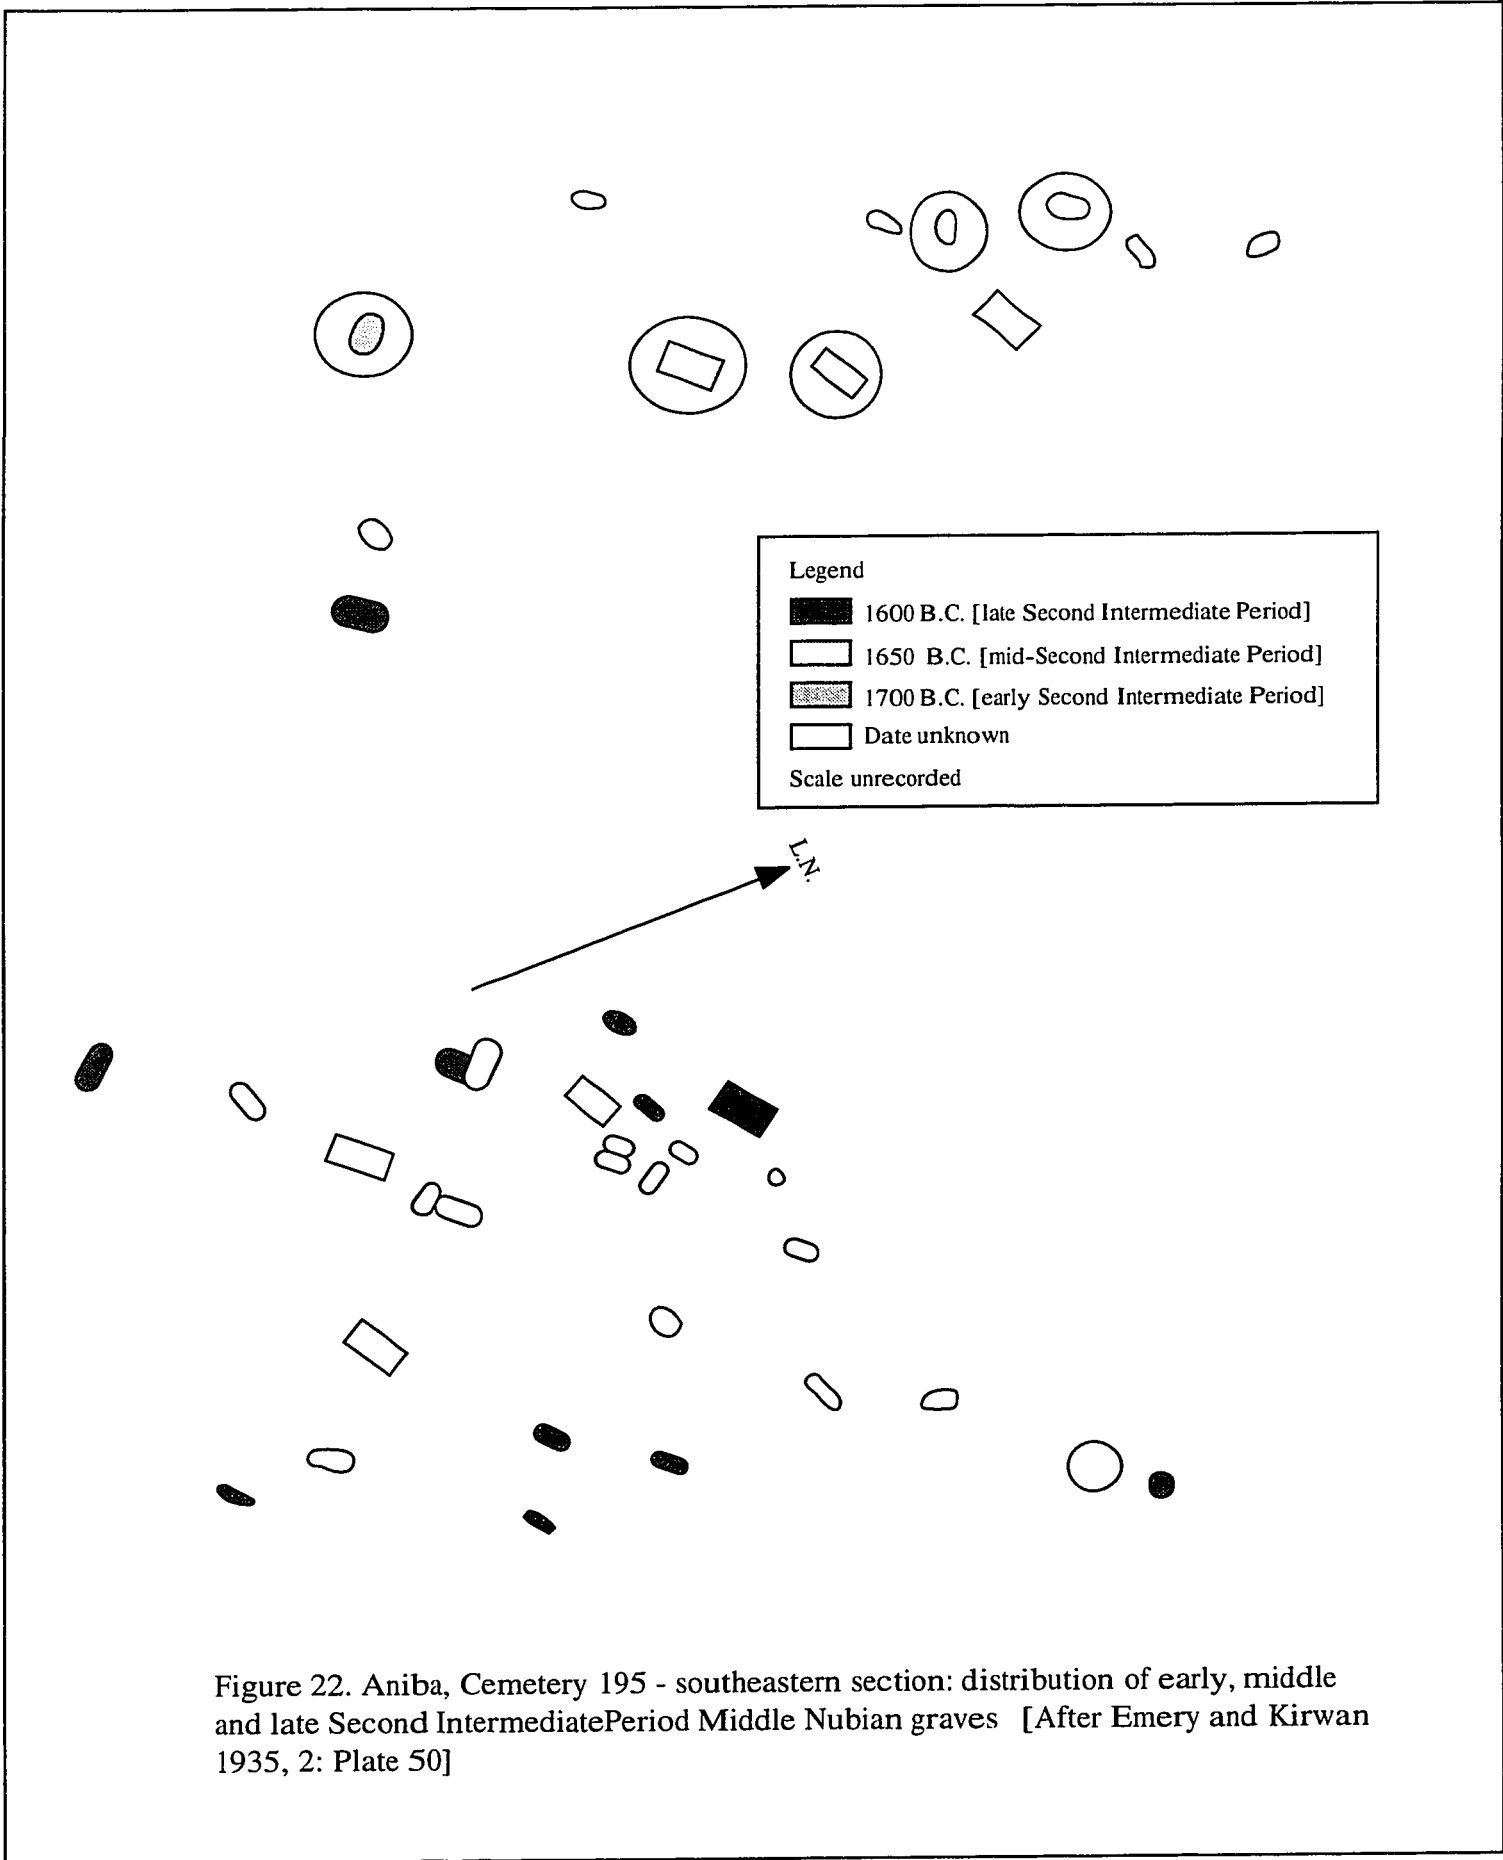 Legend
1600 B.C. [late Second Intermediate Period]
1650 B.C. [mid-Second Intermediate Period]
1700 B.C. [early Second Intermediate Period]
Date unknown
Scale unrecorded
L.N.
Figure 22. Aniba, Cemetery 195 - southeastern section: distribution of early, middle
and late Second IntermediatePeriod Middle Nubian graves [After Emery and Kirwan
1935, 2: Plate 50]